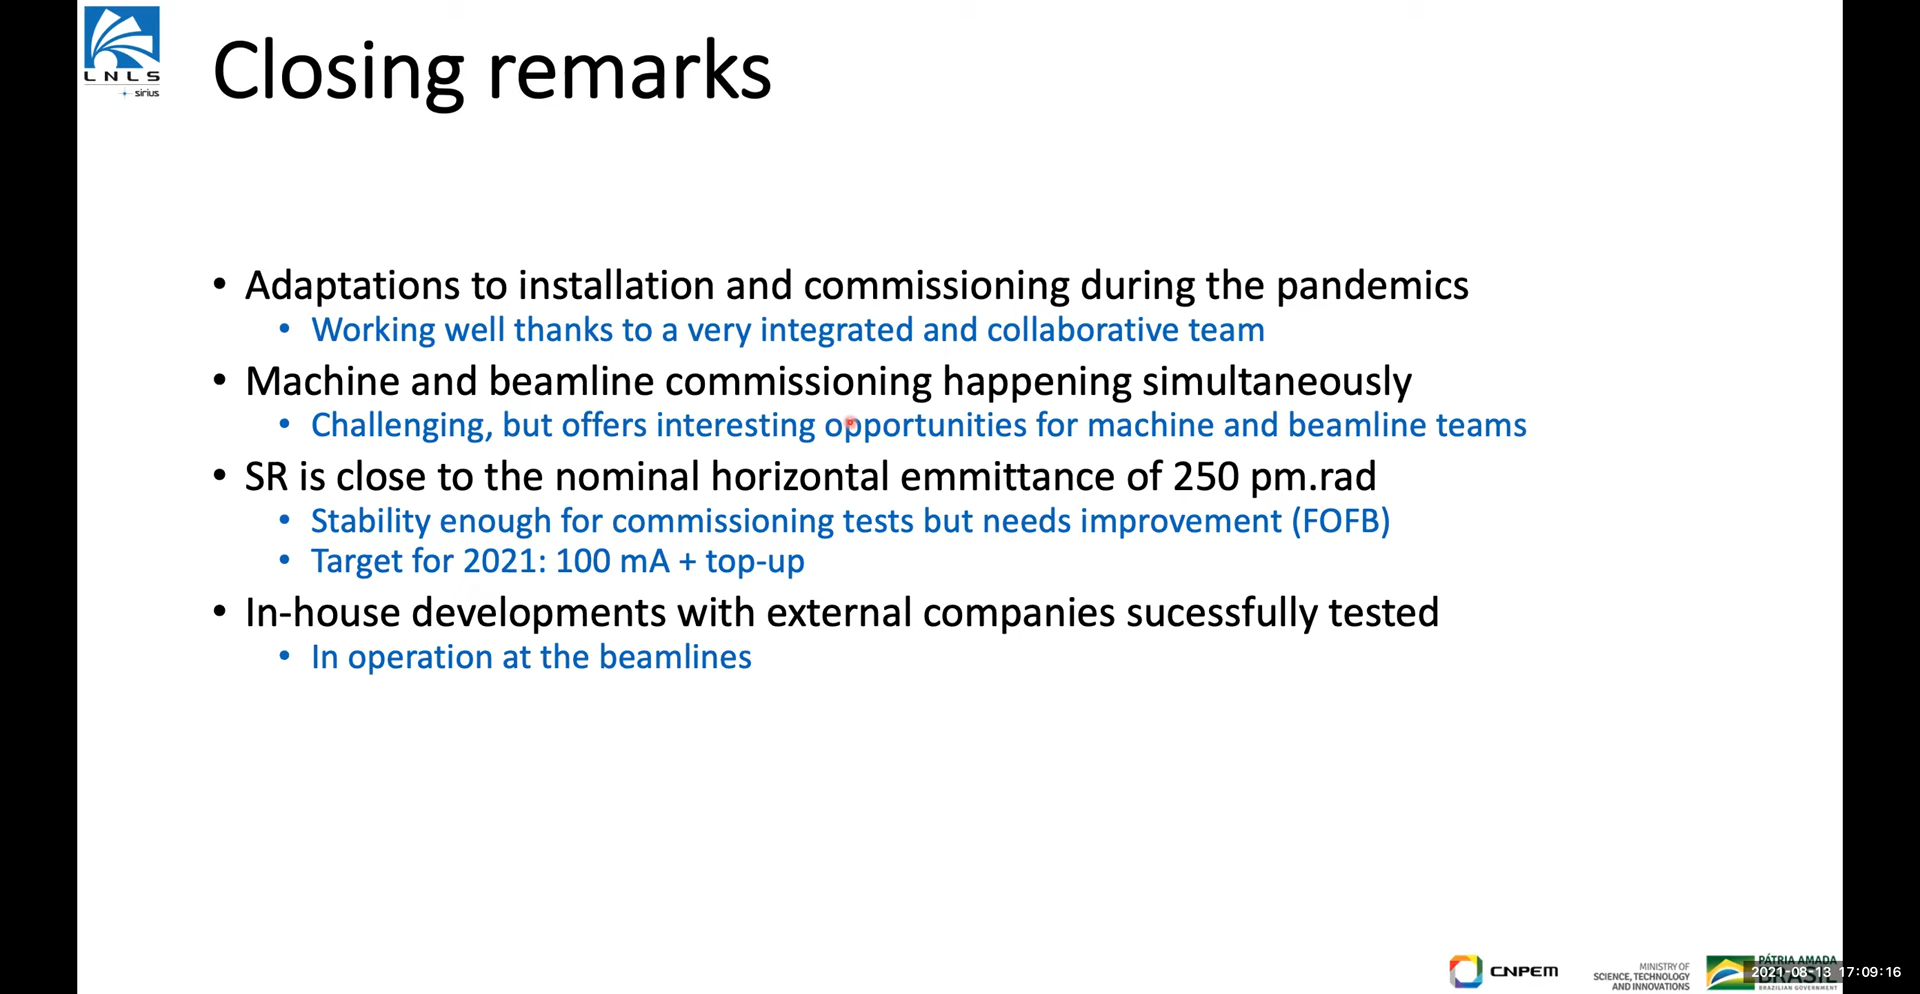 LNLS
sirius
Closing remarks
• Adaptations to installation and commissioning during the pandemics
• Working well thanks to a very integrated and collaborative team
• Machine and beamline commissioning happening simultaneously
• Challenging, but offers interesting opportunities for machine and beamline teams
• SR is close to the nominal horizontal emmittance of 250 pm.rad
• Stability enough for commissioning tests but needs improvement (FOFB)
• Target for 2021: 100 mA + top-up
• In-house developments with external companies sucessfully tested
• In operation at the beamlines
CNPEM
MINISTRY OF
SCIENCE, TECHNOLOGY
AND INNOVATIONS
PÁTRIA AMADA
BRASIL
BRAZILIAN GOVERNMENT
2021-08-13 17:09:16